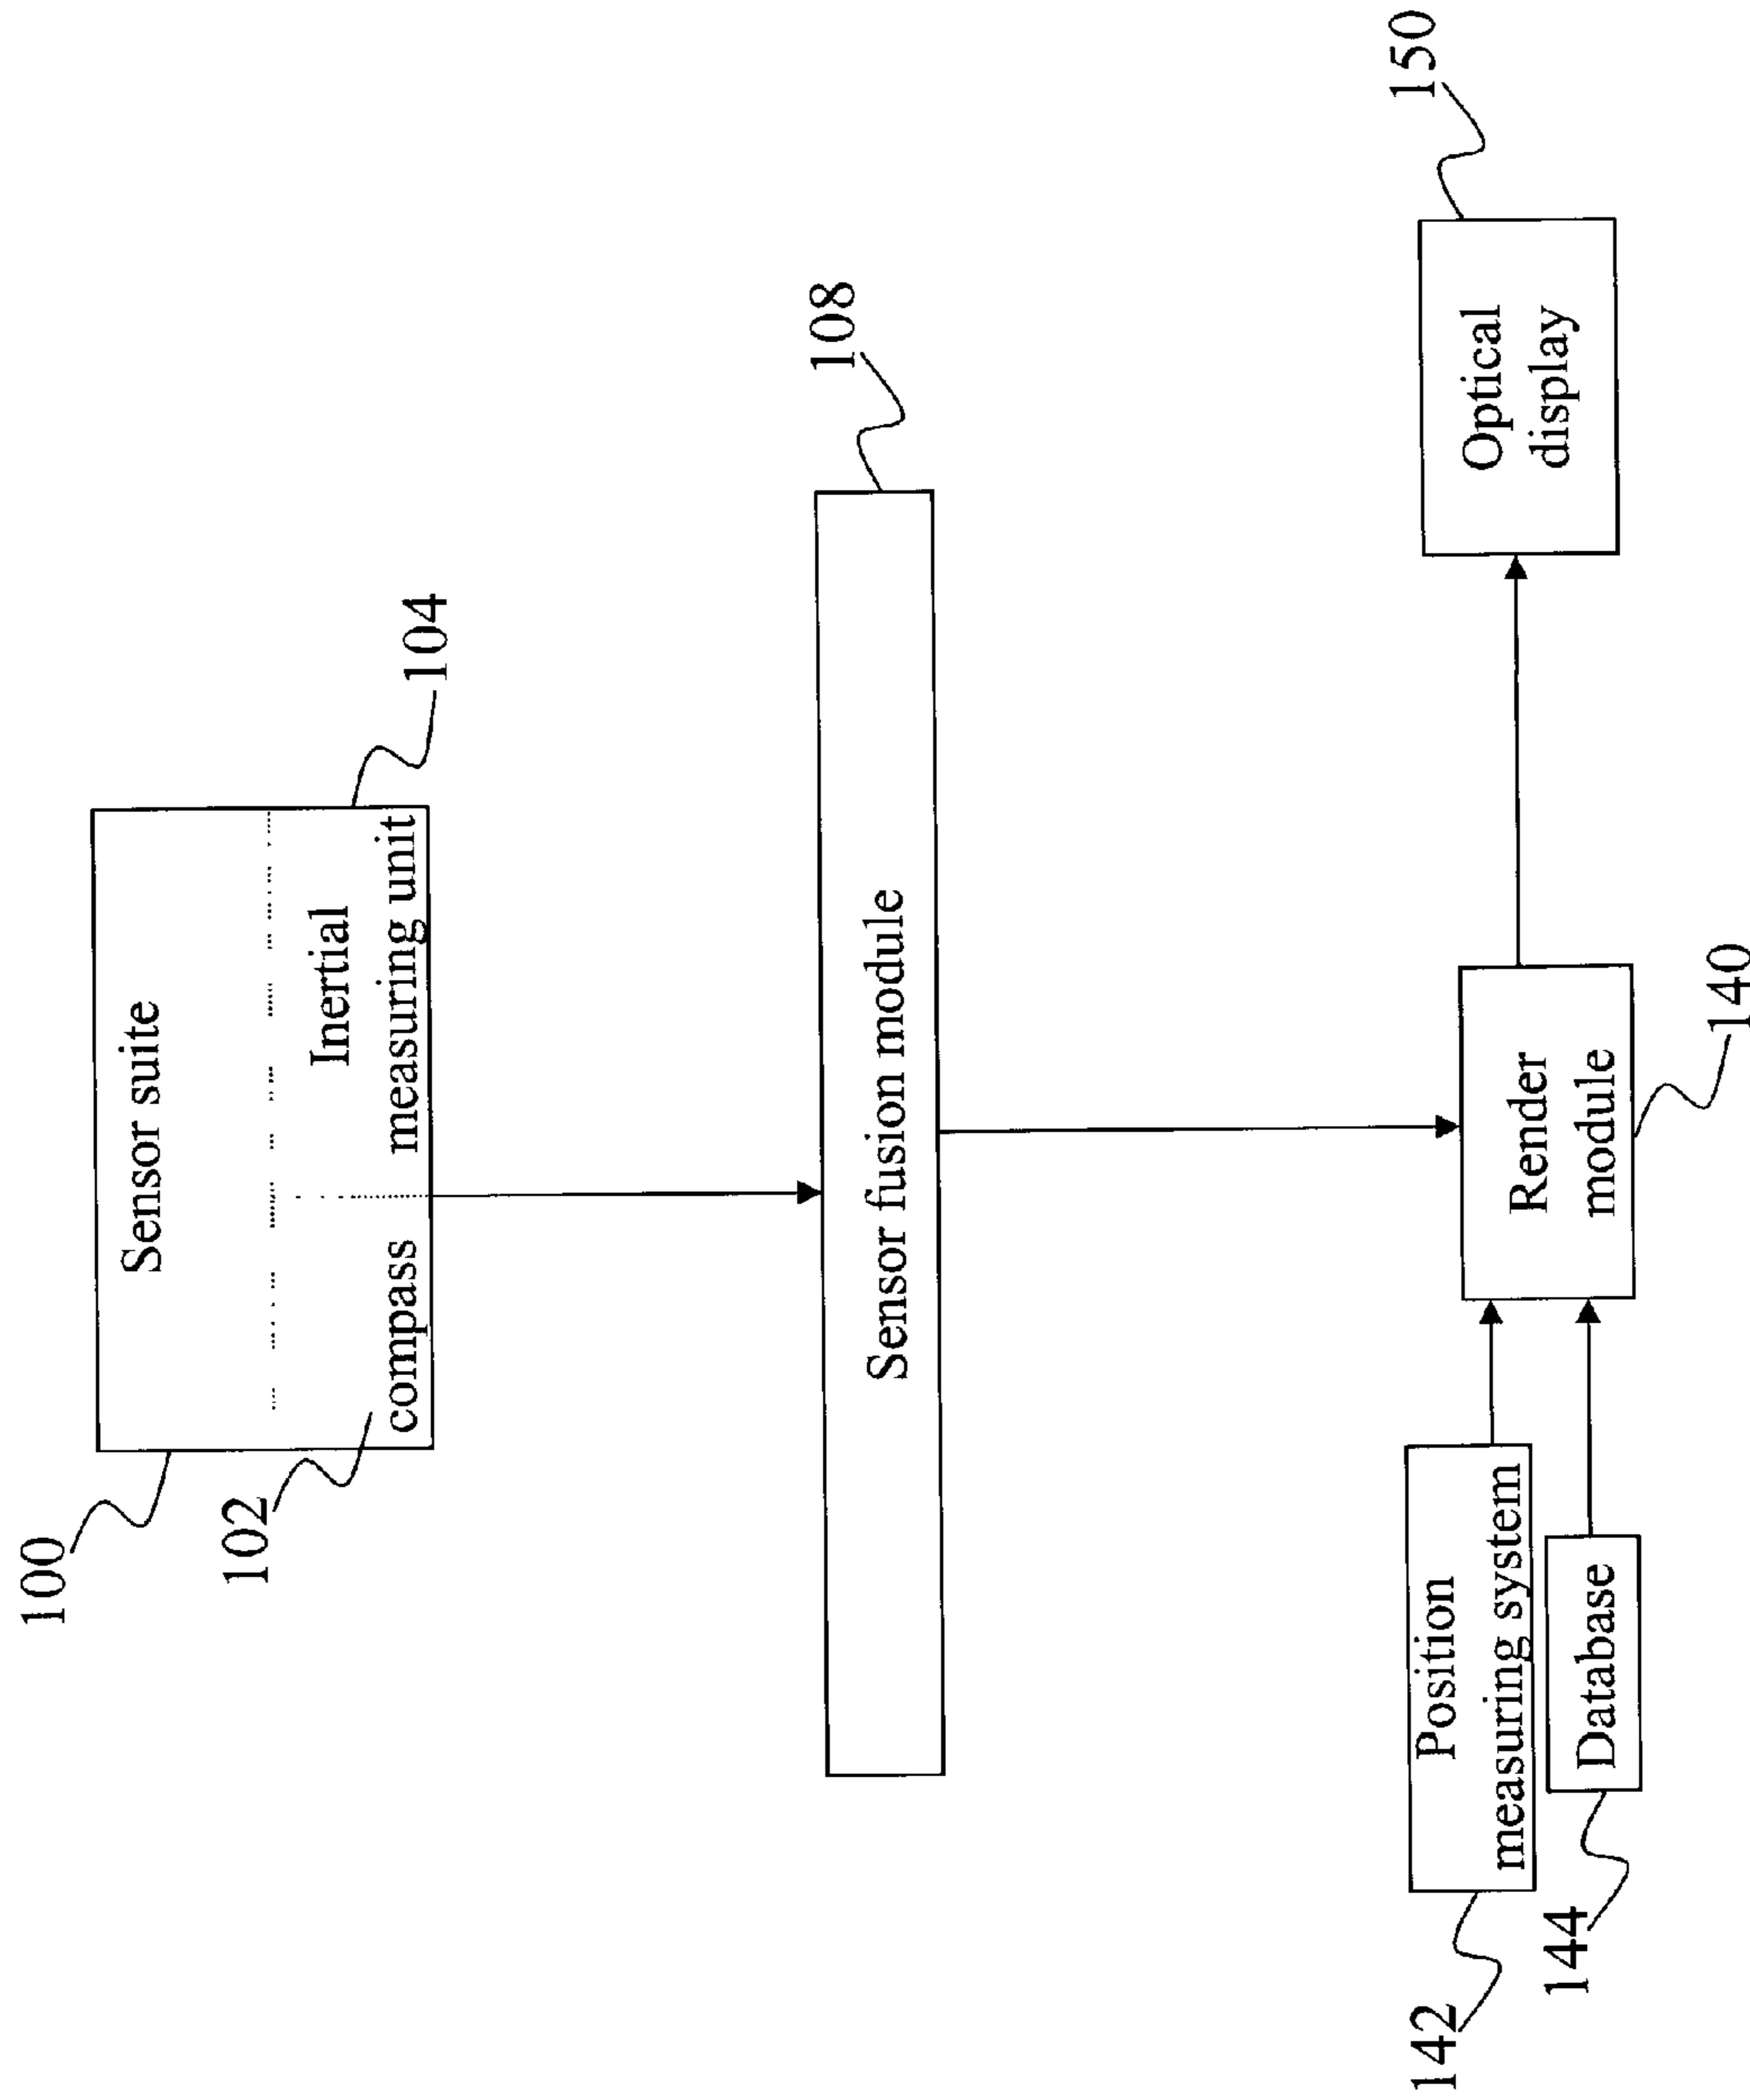 100
Sensor suite
102
Inertial
compass measuring unit
104
Sensor fusion module
108
142
Position
measuring system
144
Database
Render
module
140
Optical
display
150